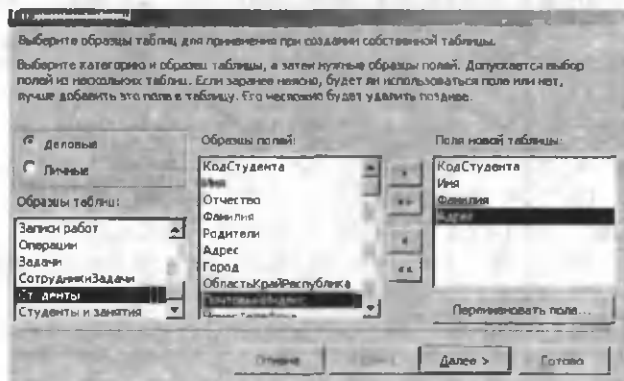 Выберите образцы таблиц для применения при создании собственной таблицы.
Выберите категорию и образец таблицы, а затем нужные образцы полей. Допускается выбор
полей из нескольких таблиц. Если заранее неясно, будет ли использоваться поле или нет,
лучше добавить это поле в таблицу. Его несложно будет удалить позднее.
Деловые
Личные
Образцы таблиц:
Записи работ
Операции
Задачи
СотрудникиЗадачи
Студенты
Студенты и занятия
Образцы полей:
КодСтудента
Имя
Отчество
Фамилия
Родители
Адрес
Город
ОбластьКрайРеспублика
ПочтовыйИндекс
>
>>
<
<<
Поля новой таблицы:
КодСтудента
Имя
Фамилия
Адрес
Переименовать поле...
Отмена
Далее >
Готово